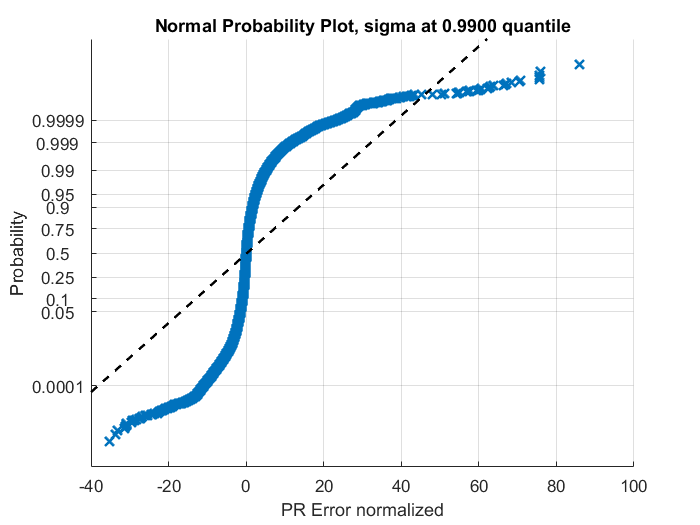 Normal Probability Plot, sigma at 0.9900 quantile
Probability
0.9999
0.999
0.99
0.95
0.9
0.75
0.5
0.25
0.1
0.05
0.0001
-40 -20 0 20 40 60 80 100
PR Error normalized